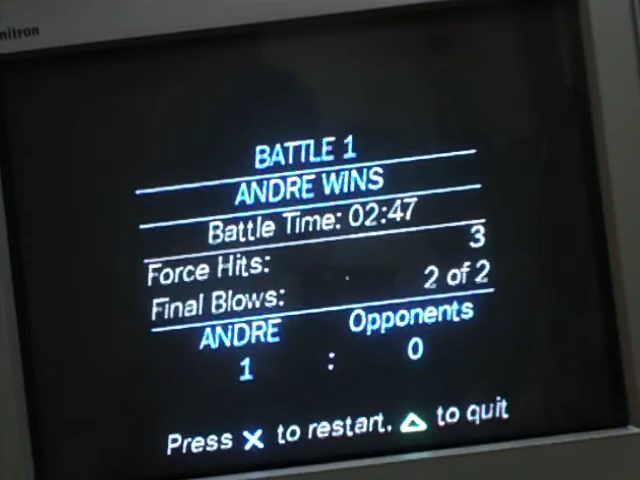 BATTLE 1
ANDRE WINS
Battle Time: 02:47
Force Hits: 3
Final Blows: 2 of 2
ANDRE Opponents
1 : 0
Press X to restart, △ to quit